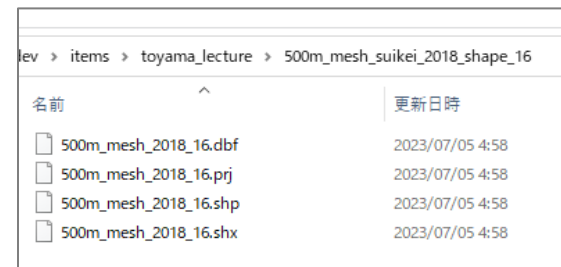 lev > items > toyama_lecture > 500m_mesh_suikei_2018_shape_16
名前 更新日時
500m_mesh_2018_16.dbf 2023/07/05 4:58
500m_mesh_2018_16.prj 2023/07/05 4:58
500m_mesh_2018_16.shp 2023/07/05 4:58
500m_mesh_2018_16.shx 2023/07/05 4:58